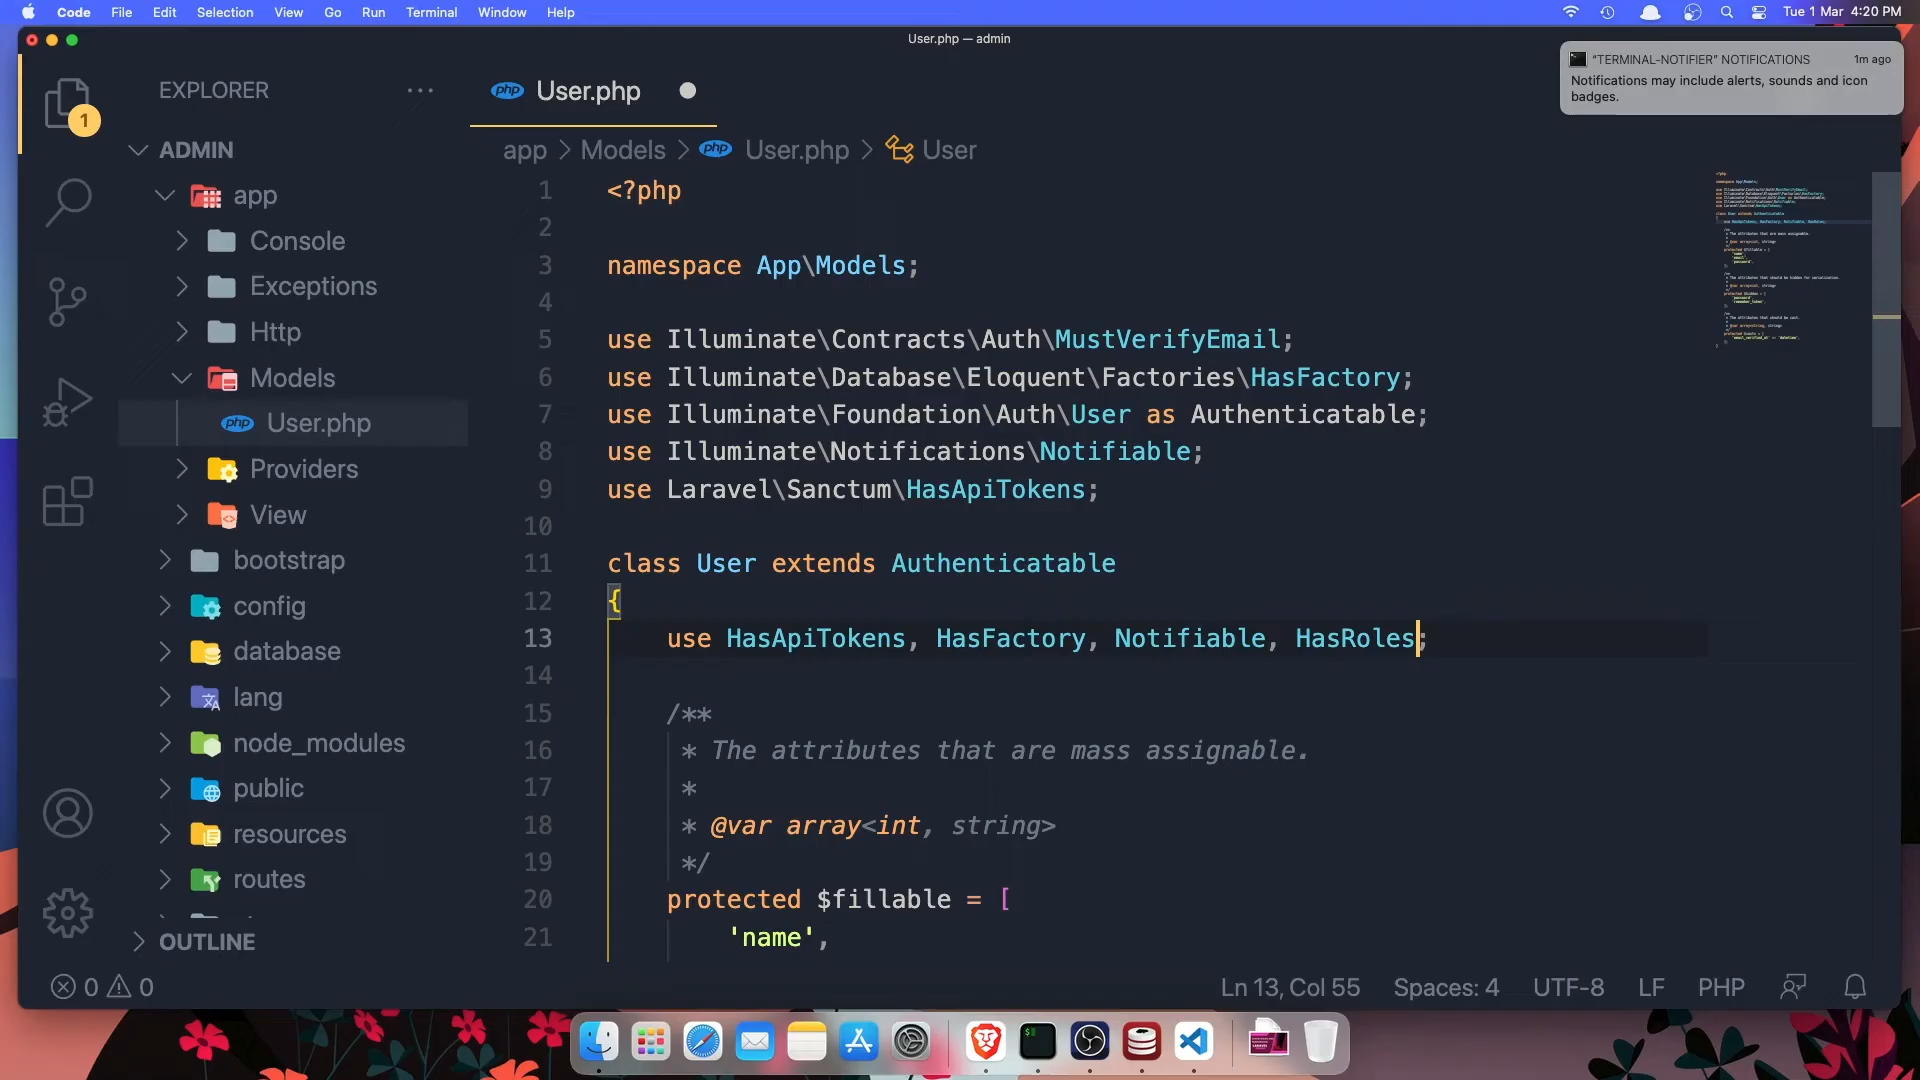 Code File Edit Selection View Go Run Terminal Window Help Tue 1 Mar 4:20 PM
User.php — admin
"TERMINAL-NOTIFIER" NOTIFICATIONS 1m ago
Notifications may include alerts, sounds and icon
badges.
EXPLORER
1
ADMIN
app
Console
Exceptions
Http
Models
php User.php
Providers
View
bootstrap
config
database
lang
node_modules
public
resources
routes
OUTLINE
php User.php
app > Models > php User.php > User
1 <?php
2
3 namespace App\Models;
4
5 use Illuminate\Contracts\Auth\MustVerifyEmail;
6 use Illuminate\Database\Eloquent\Factories\HasFactory;
7 use Illuminate\Foundation\Auth\User as Authenticatable;
8 use Illuminate\Notifications\Notifiable;
9 use Laravel\Sanctum\HasApiTokens;
10
11 class User extends Authenticatable
12 {
13 use HasApiTokens, HasFactory, Notifiable, HasRoles;
14
15 /**
16 * The attributes that are mass assignable.
17 *
18 * @var array<int, string>
19 */
20 protected $fillable = [
21 'name',
0 0 Ln 13, Col 55 Spaces: 4 UTF-8 LF PHP